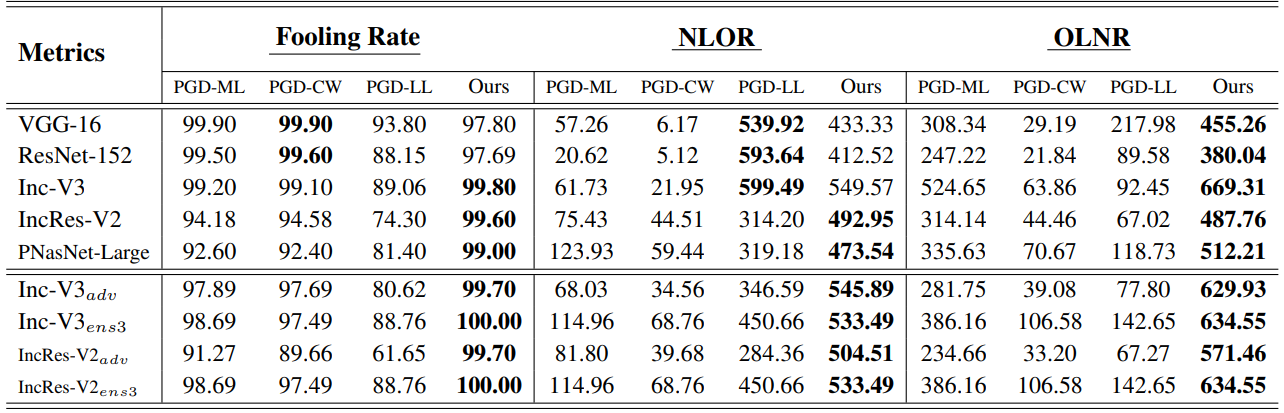 Metrics Fooling Rate NLOR OLNR
PGD-ML PGD-CW PGD-LL Ours PGD-ML PGD-CW PGD-LL Ours PGD-ML PGD-CW PGD-LL Ours
VGG-16 99.90 99.90 93.80 97.80 57.26 6.17 539.92 433.33 308.34 29.19 217.98 455.26
ResNet-152 99.50 99.60 88.15 97.69 20.62 5.12 593.64 412.52 247.22 21.84 89.58 380.04
Inc-V3 99.20 99.10 89.06 99.80 61.73 21.95 599.49 549.57 524.65 63.86 92.45 669.31
IncRes-V2 94.18 94.58 74.30 99.60 75.43 44.51 314.20 492.95 314.14 44.46 67.02 487.76
PNasNet-Large 92.60 92.40 81.40 99.00 123.93 59.44 319.18 473.54 335.63 70.67 118.73 512.21
Inc-V3adv 97.89 97.69 80.62 99.70 68.03 34.56 346.59 545.89 281.75 39.08 77.80 629.93
Inc-V3ens3 98.69 97.49 88.76 100.00 114.96 68.76 450.66 533.49 386.16 106.58 142.65 634.55
IncRes-V2adv 91.27 89.66 61.65 99.70 81.80 39.68 284.36 504.51 234.66 33.20 67.27 571.46
IncRes-V2ens3 98.69 97.49 88.76 100.00 114.96 68.76 450.66 533.49 386.16 106.58 142.65 634.55